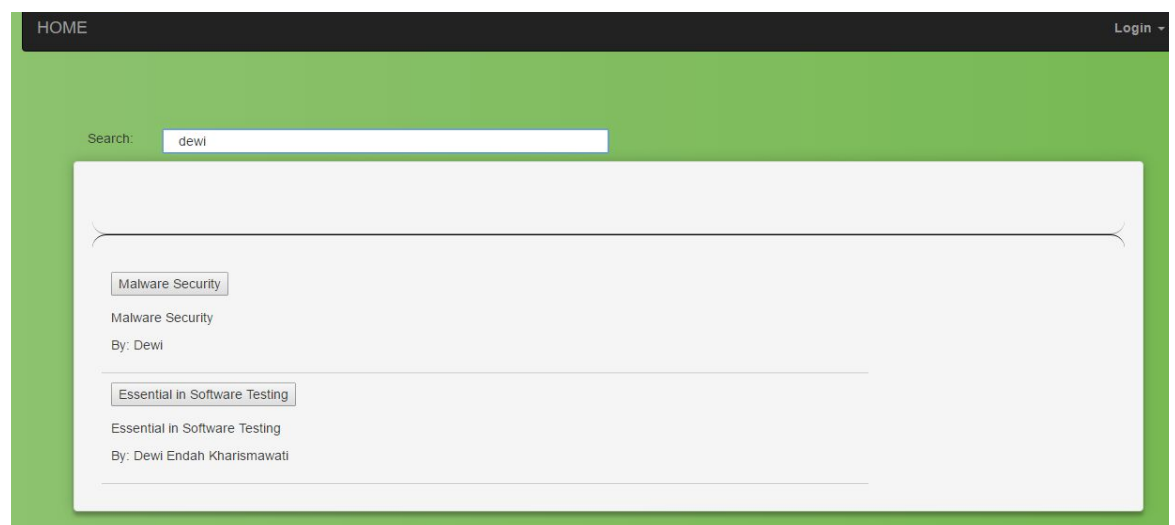 HOME Login
Search: dewi
Malware Security
Malware Security
By: Dewi
Essential in Software Testing
Essential in Software Testing
By: Dewi Endah Kharismawati